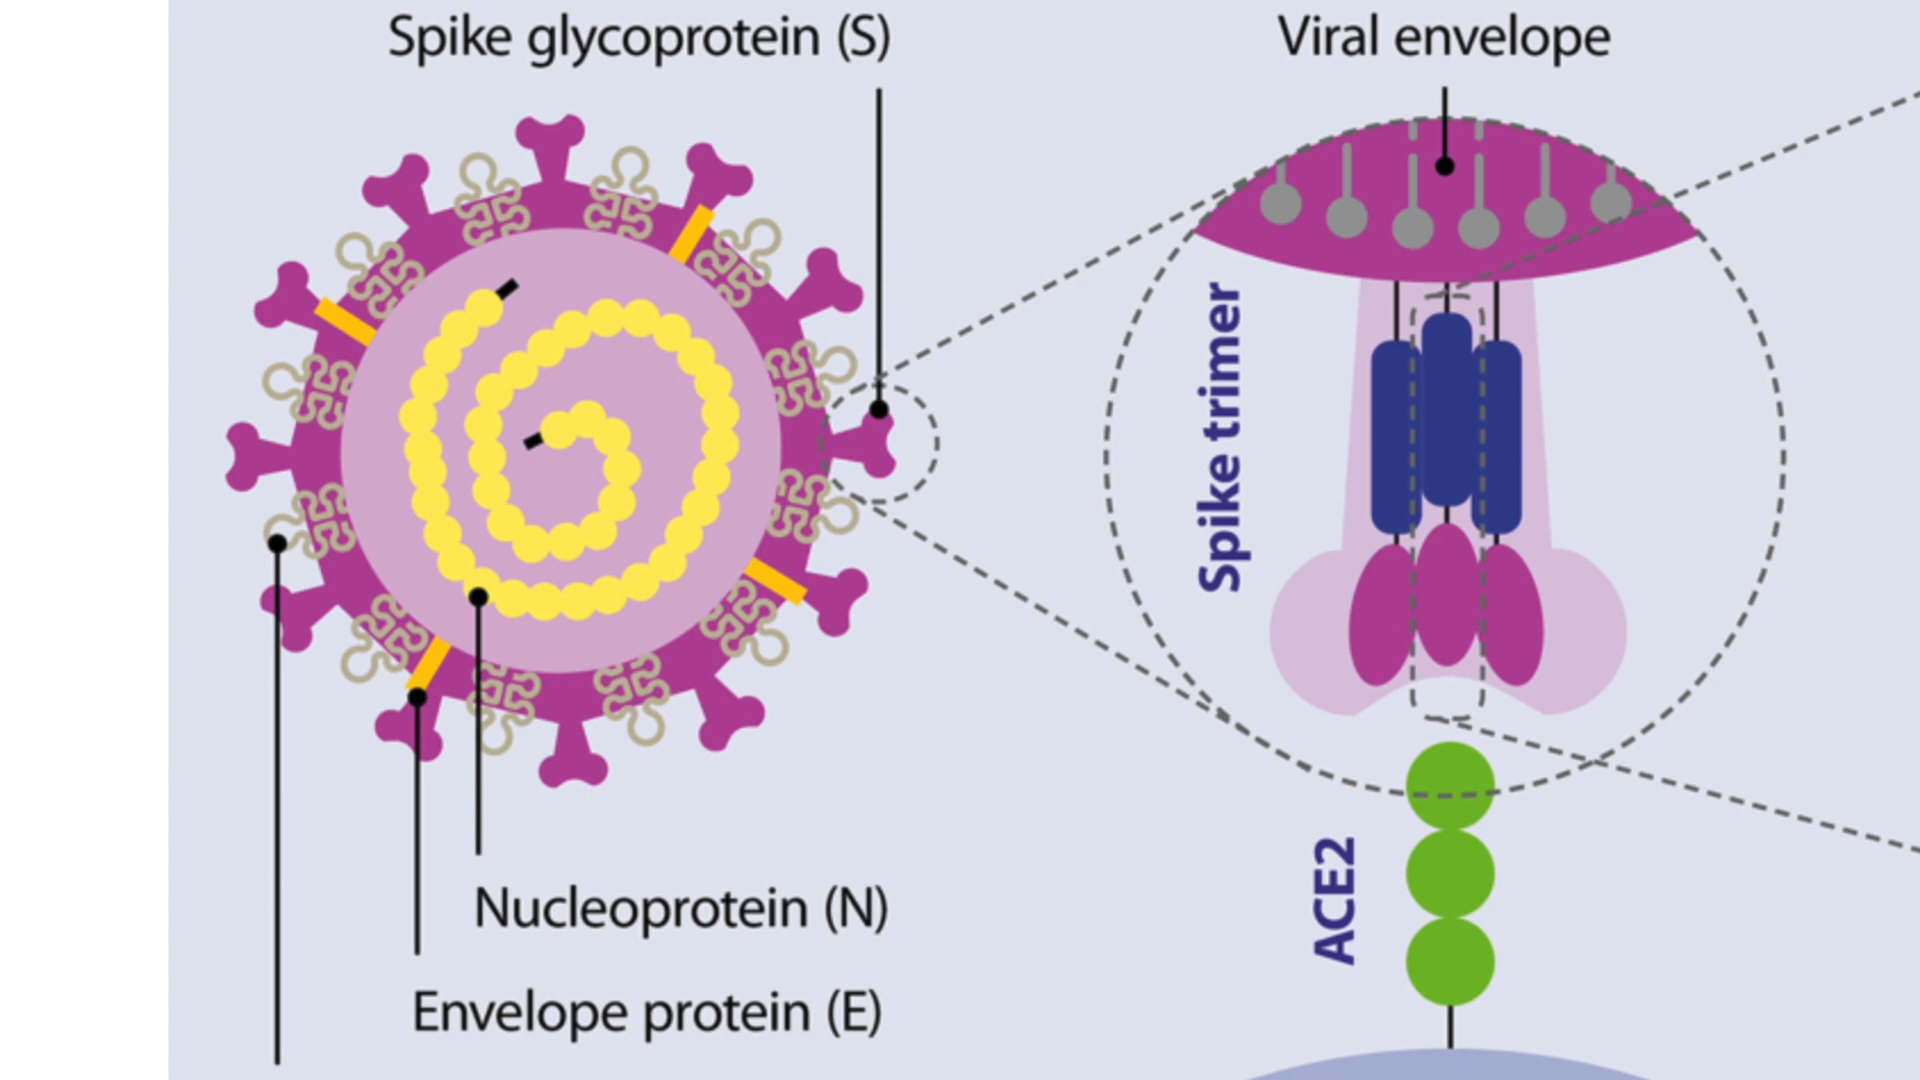 Spike glycoprotein (S)
Viral envelope
Spike trimer
ACE2
Nucleoprotein (N)
Envelope protein (E)